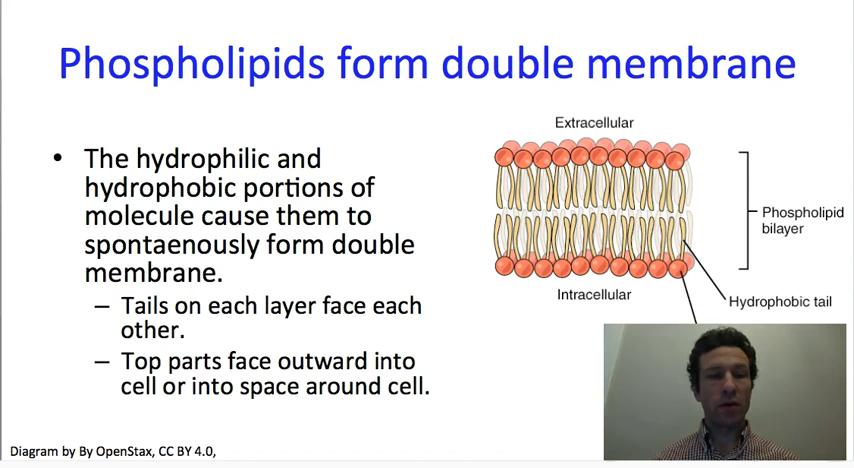 Phospholipids form double membrane
• The hydrophilic and
hydrophobic portions of
molecule cause them to
spontaenously form double
membrane.
– Tails on each layer face each
other.
– Top parts face outward into
cell or into space around cell.
Extracellular
Phospholipid
bilayer
Intracellular
Hydrophobic tail
Diagram by By OpenStax, CC BY 4.0,